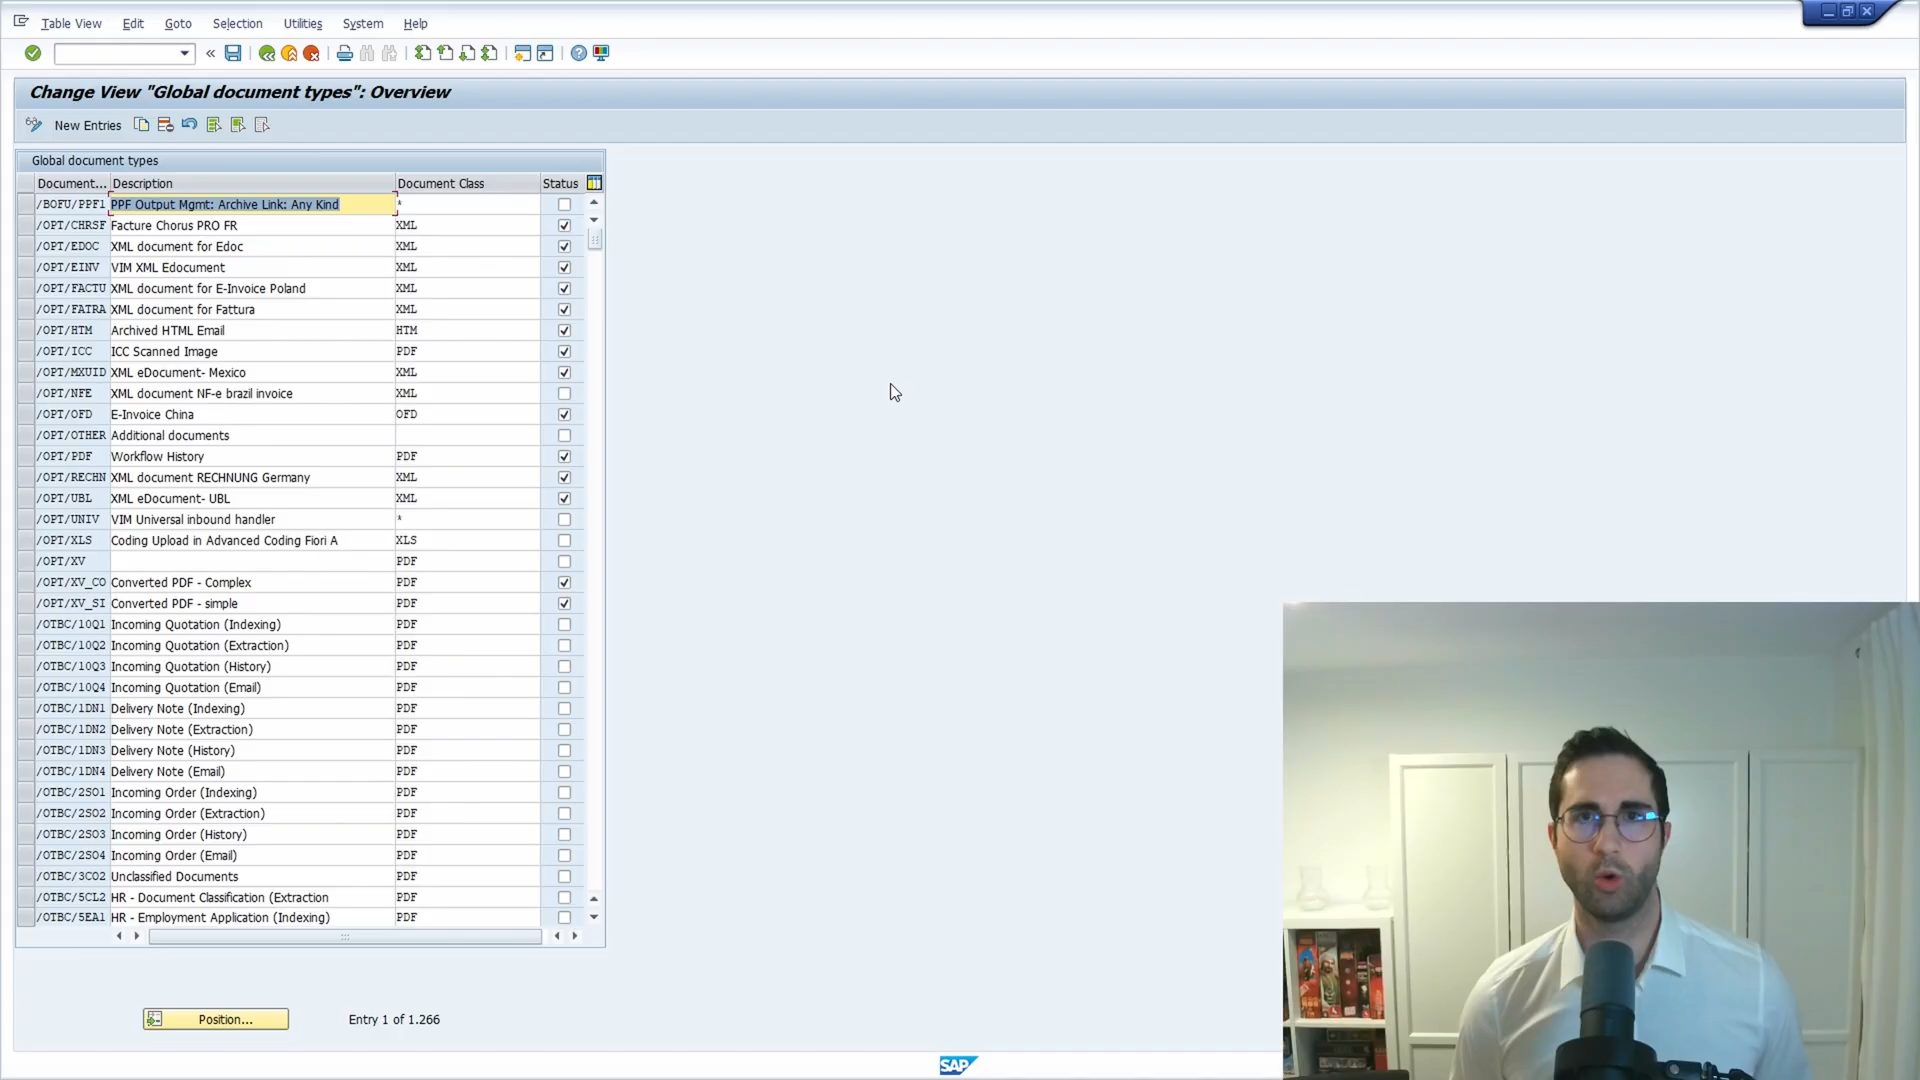 Table View Edit Goto Selection Utilities System Help
Change View "Global document types": Overview
New Entries
Global document types
Document... Description Document Class Status
/BOFU/PPF1 PPF Output Mgmt: Archive Link: Any Kind *
/OPT/CHRSF Facture Chorus PRO FR XML
/OPT/EDOC XML document for Edoc XML
/OPT/EINV VIM XML Edocument XML
/OPT/FACTU XML document for E-Invoice Poland XML
/OPT/FATRA XML document for Fattura XML
/OPT/HTM Archived HTML Email HTM
/OPT/ICC ICC Scanned Image PDF
/OPT/MXUID XML eDocument- Mexico XML
/OPT/NFE XML document NF-e brazil invoice XML
/OPT/OFD E-Invoice China OFD
/OPT/OTHER Additional documents
/OPT/PDF Workflow History PDF
/OPT/RECHN XML document RECHNUNG Germany XML
/OPT/UBL XML eDocument- UBL XML
/OPT/UNIV VIM Universal inbound handler *
/OPT/XLS Coding Upload in Advanced Coding Fiori A XLS
/OPT/XV PDF
/OPT/XV_CO Converted PDF - Complex PDF
/OPT/XV_SI Converted PDF - simple PDF
/OTBC/10Q1 Incoming Quotation (Indexing) PDF
/OTBC/10Q2 Incoming Quotation (Extraction) PDF
/OTBC/10Q3 Incoming Quotation (History) PDF
/OTBC/10Q4 Incoming Quotation (Email) PDF
/OTBC/1DN1 Delivery Note (Indexing) PDF
/OTBC/1DN2 Delivery Note (Extraction) PDF
/OTBC/1DN3 Delivery Note (History) PDF
/OTBC/1DN4 Delivery Note (Email) PDF
/OTBC/2SO1 Incoming Order (Indexing) PDF
/OTBC/2SO2 Incoming Order (Extraction) PDF
/OTBC/2SO3 Incoming Order (History) PDF
/OTBC/2SO4 Incoming Order (Email) PDF
/OTBC/3CO2 Unclassified Documents PDF
/OTBC/5CL2 HR - Document Classification (Extraction PDF
/OTBC/5EA1 HR - Employment Application (Indexing) PDF
Position... Entry 1 of 1.266
SAP